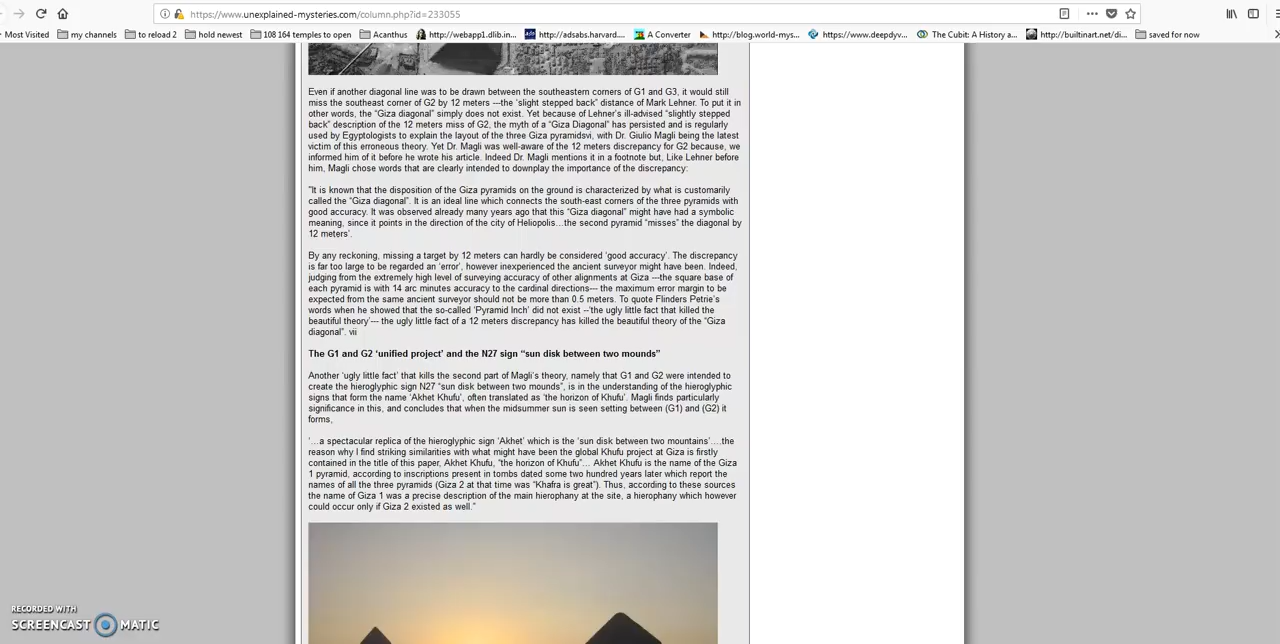 https://www.unexplained-mysteries.com/column.php?id=233055
Most Visited
my channels
to reload 2
hold newest
108 164 temples to open
Acanthus
http://webapp1.dlib.in...
http://adsabs.harvard....
A Converter
http://blog.world-mys...
https://www.deepdyv...
The Cubit: A History a...
http://builtinart.net/di...
saved for now
Even if another diagonal line was to be drawn between the southeastern corners of G1 and G3, it would still
miss the southeast corner of G2 by 12 meters ---the ‘slight stepped back” distance of Mark Lehner. To put it in
other words, the “Giza diagonal” simply does not exist. Yet because of Lehner’s ill-advised “slightly stepped
back” description of the 12 meters miss of G2, the myth of a “Giza Diagonal” has persisted and is regularly
used by Egyptologists to explain the layout of the three Giza pyramidsvi, with Dr. Giulio Magli being the latest
victim of this erroneous theory. Yet Dr. Magli was well-aware of the 12 meters discrepancy for G2 because, we
informed him of it before he wrote his article. Indeed Dr. Magli mentions it in a footnote but, Like Lehner before
him, Magli chose words that are clearly intended to downplay the importance of the discrepancy:
“It is known that the disposition of the Giza pyramids on the ground is characterized by what is customarily
called the “Giza diagonal”. It is an ideal line which connects the south-east corners of the three pyramids with
good accuracy. It was observed already many years ago that this “Giza diagonal” might have had a symbolic
meaning, since it points in the direction of the city of Heliopolis…the second pyramid “misses” the diagonal by
12 meters’.
By any reckoning, missing a target by 12 meters can hardly be considered ‘good accuracy’. The discrepancy
is far too large to be regarded an ‘error’, however inexperienced the ancient surveyor might have been. Indeed,
judging from the extremely high level of surveying accuracy of other alignments at Giza ---the square base of
each pyramid is with 14 arc minutes accuracy to the cardinal directions--- the maximum error margin to be
expected from the same ancient surveyor should not be more than 0.5 meters. To quote Flinders Petrie’s
words when he showed that the so-called ‘Pyramid Inch’ did not exist --‘the ugly little fact that killed the
beautiful theory’--- the ugly little fact of a 12 meters discrepancy has killed the beautiful theory of the “Giza
diagonal”. vii
The G1 and G2 ‘unified project’ and the N27 sign “sun disk between two mounds”
Another ‘ugly little fact’ that kills the second part of Magli’s theory, namely that G1 and G2 were intended to
create the hieroglyphic sign N27 “sun disk between two mounds”, is in the understanding of the hieroglyphic
signs that form the name ‘Akhet Khufu’, often translated as ‘the horizon of Khufu’. Magli finds particularly
significance in this, and concludes that when the midsummer sun is seen setting between (G1) and (G2) it
forms,
‘…a spectacular replica of the hieroglyphic sign ‘Akhet’ which is the ‘sun disk between two mountains’….the
reason why I find striking similarities with what might have been the global Khufu project at Giza is firstly
contained in the title of this paper, Akhet Khufu, “the horizon of Khufu”… Akhet Khufu is the name of the Giza
1 pyramid, according to inscriptions present in tombs dated some two hundred years later which report the
names of all the three pyramids (Giza 2 at that time was “Khafra is great”). Thus, according to these sources
the name of Giza 1 was a precise description of the main hierophany at the site, a hierophany which however
could occur only if Giza 2 existed as well.”
RECORDED WITH
SCREENCAST MATIC